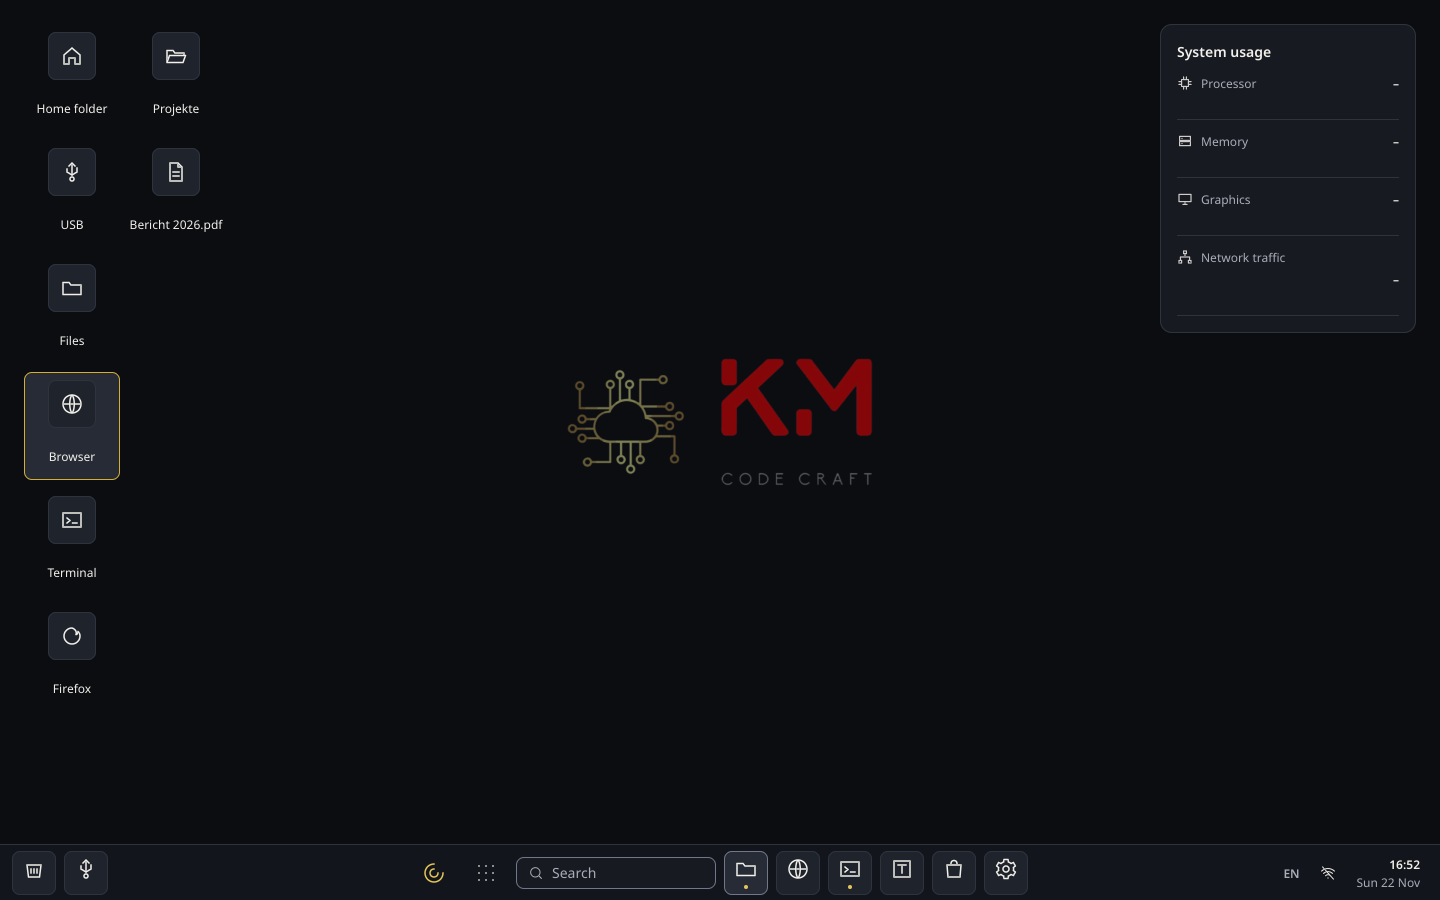 Home folder
Projekte
USB
Bericht 2026.pdf
Files
Browser
Terminal
Firefox
System usage
Processor –
Memory –
Graphics –
Network traffic
–
KM
CODE CRAFT
Search
T
EN
16:52
Sun 22 Nov